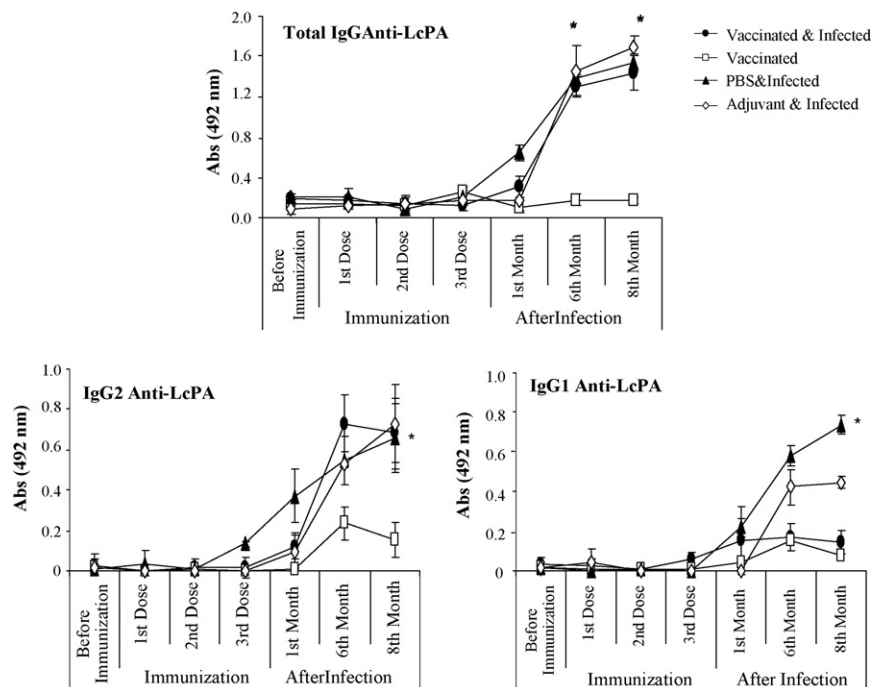 Total IgGAnti-LcPA
*
*
Vaccinated & Infected
Vaccinated
PBS&Infected
Adjuvant & Infected
Abs (492 nm)
2.0
1.6
1.2
0.8
0.4
0.0
Before Immunization
1st Dose
2nd Dose
3rd Dose
1st Month
6th Month
8th Month
Immunization
AfterInfection
IgG2 Anti-LcPA
*
Abs (492 nm)
1.0
0.8
0.6
0.4
0.2
0
Before Immunization
1st Dose
2nd Dose
3rd Dose
1st Month
6th Month
8th Month
Immunization
AfterInfection
IgG1 Anti-LcPA
*
Abs (492 nm)
1.0
0.8
0.6
0.4
0.2
0
Before Immunization
1st Dose
2nd Dose
3rd Dose
1st Month
6th Month
8th Month
Immunization
After Infection